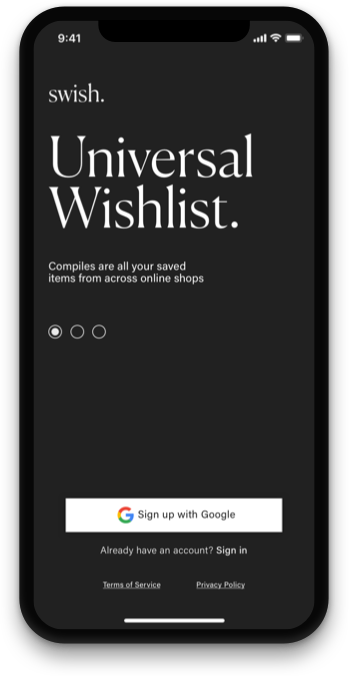 9:41
swish.
Universal
Wishlist.
Compiles are all your saved
items from across online shops
Sign up with Google
Already have an account? Sign in
Terms of Service
Privacy Policy